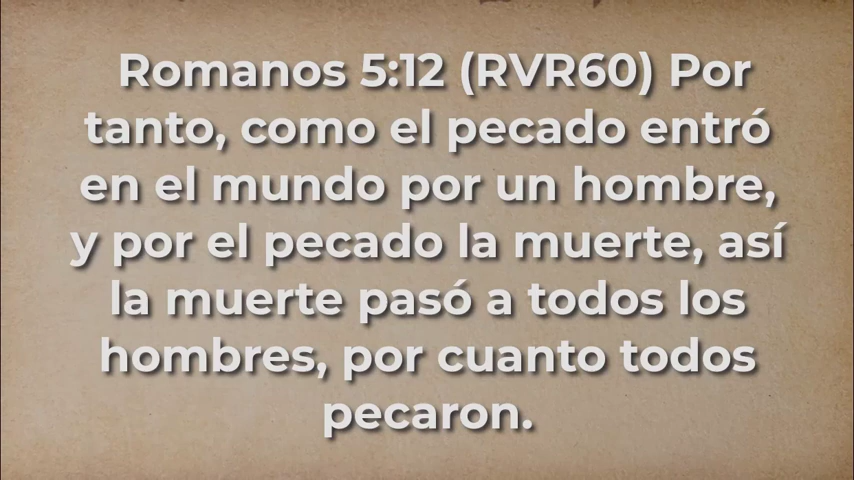 Romanos 5:12 (RVR60) Por
tanto, como el pecado entró
en el mundo por un hombre,
y por el pecado la muerte, así
la muerte pasó a todos los
hombres, por cuanto todos
pecaron.